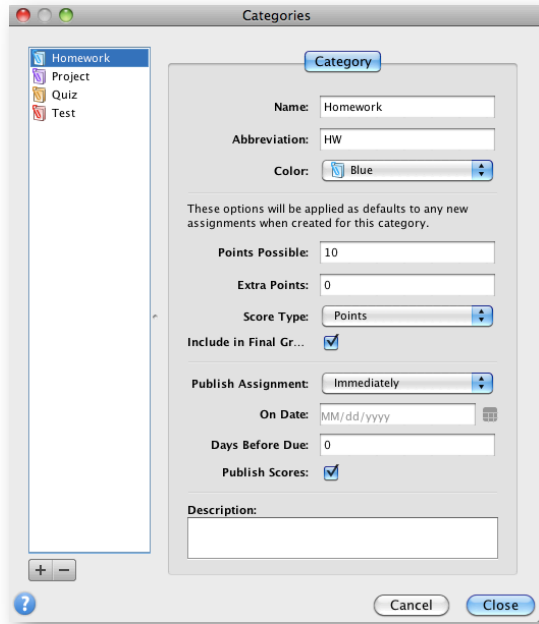 Categories
Homework
Project
Quiz
Test
Category
Name: Homework
Abbreviation: HW
Color: Blue
These options will be applied as defaults to any new
assignments when created for this category.
Points Possible: 10
Extra Points: 0
Score Type: Points
Include in Final Gr...
Publish Assignment: Immediately
On Date: MM/dd/yyyy
Days Before Due: 0
Publish Scores:
Description:
+ −
? Cancel Close